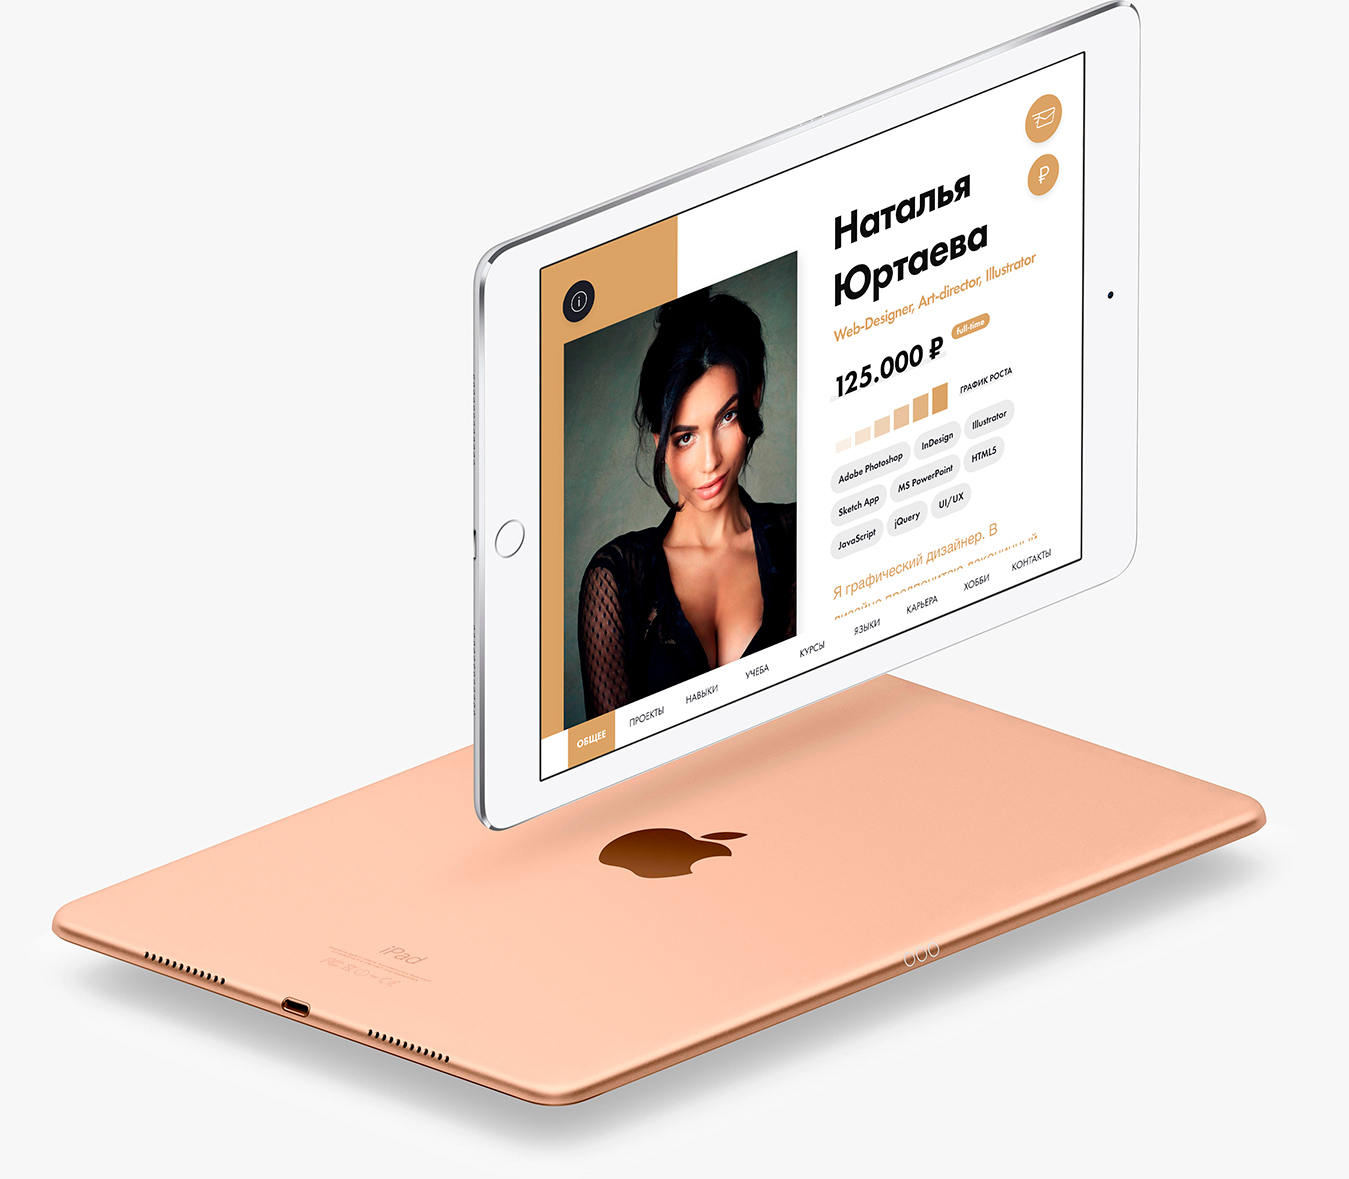 Наталья
Юртаева
Web-Designer, Art-director, Illustrator
125.000 ₽ full-time
ГРАФИК РОСТА
Adobe Photoshop InDesign Illustrator
Sketch App MS PowerPoint HTML5
JavaScript jQuery UI/UX
Я графический дизайнер. В
ОБЩЕЕ ПРОЕКТЫ НАВЫКИ УЧЕБА КУРСЫ ЯЗЫКИ КАРЬЕРА ХОББИ КОНТАКТЫ
iPad